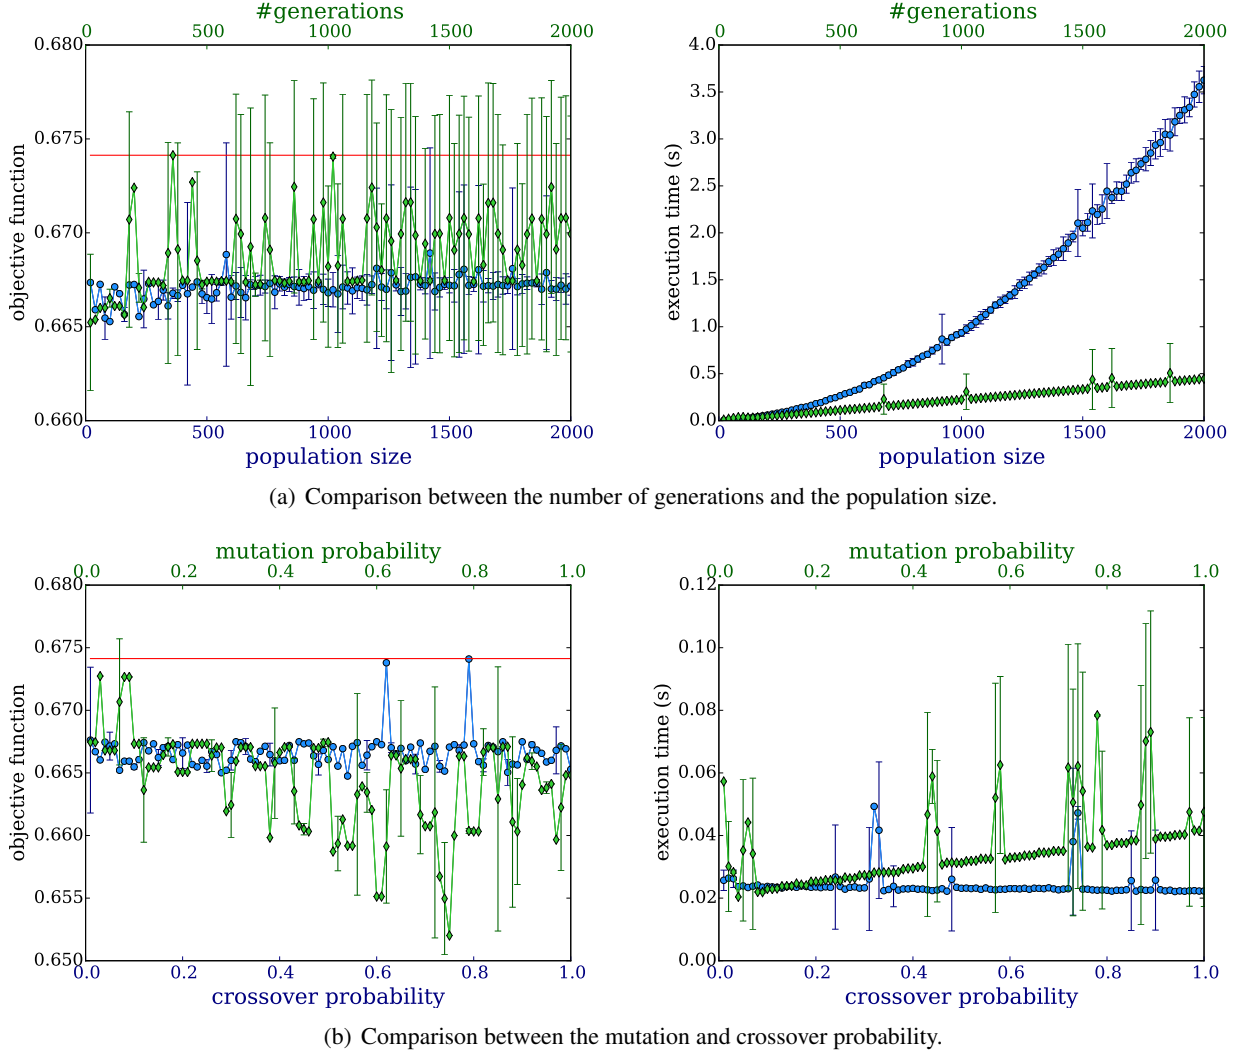 #generations
500 1000 1500 2000
0.680
0.675
0.670
0.665
0.660
objective function
0 500 1000 1500 2000
population size
#generations
500 1000 1500 2000
4.0
3.5
3.0
2.5
2.0
1.5
1.0
0.5
0.0
execution time (s)
0 500 1000 1500 2000
population size
(a) Comparison between the number of generations and the population size.
mutation probability
0.0 0.2 0.4 0.6 0.8 1.0
0.680
0.675
0.670
0.665
0.660
0.655
0.650
objective function
0.0 0.2 0.4 0.6 0.8 1.0
crossover probability
mutation probability
0.0 0.2 0.4 0.6 0.8 1.0
0.12
0.10
0.08
0.06
0.04
0.02
0.00
execution time (s)
0.0 0.2 0.4 0.6 0.8 1.0
crossover probability
(b) Comparison between the mutation and crossover probability.